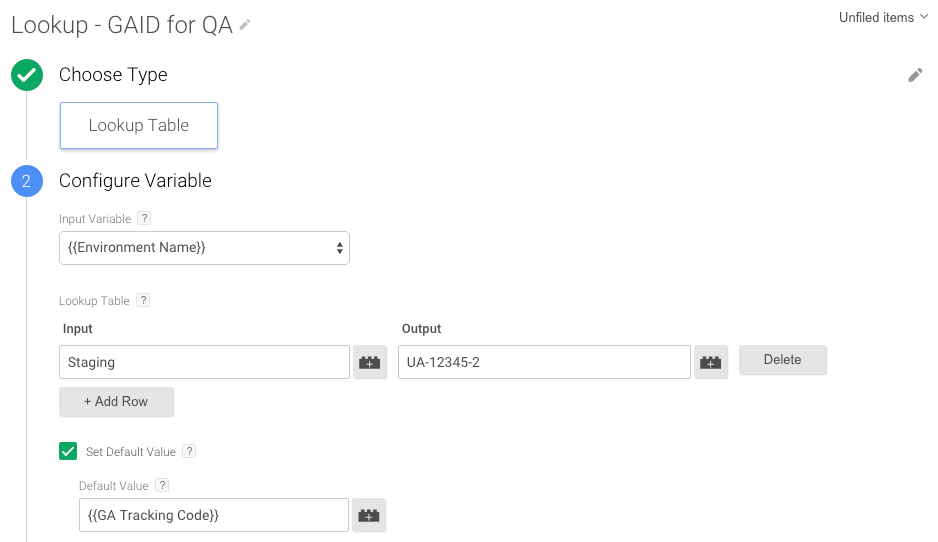 Lookup - GAID for QA
Unfiled items
Choose Type
Lookup Table
2 Configure Variable
Input Variable ?
{{Environment Name}}
Lookup Table ?
Input Output
Staging UA-12345-2 Delete
+ Add Row
Set Default Value ?
Default Value ?
{{GA Tracking Code}}